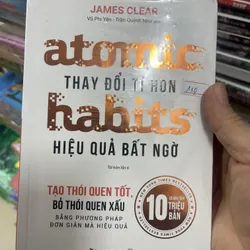 JAMES CLEAR
atomic
THAY ĐỔI TÍ HON
habits
HIỆU QUẢ BẤT NGỜ
TẠO THÓI QUEN TỐT,
BỎ THÓI QUEN XẤU
BẰNG PHƯƠNG PHÁP
ĐƠN GIẢN MÀ HIỆU QUẢ
10
TRIỆU
BẢN